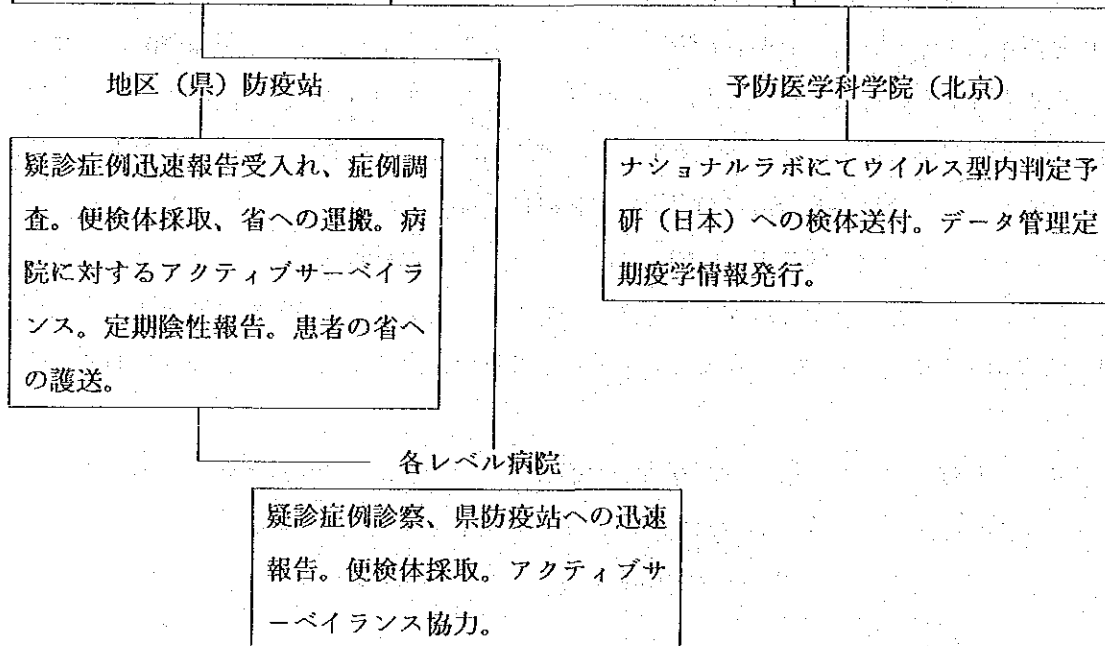 地区（県）防疫站
疑診症例迅速報告受入れ、症例調
査。便検体採取、省への運搬。病
院に対するアクティブサーベイラ
ンス。定期陰性報告。患者の省へ
の護送。
予防医学科学院（北京）
ナショナルラボにてウイルス型内判定予
研（日本）への検体送付。データ管理定
期疫学情報発行。
各レベル病院
疑診症例診察、県防疫站への迅速
報告。便検体採取。アクティブサ
ーベイランス協力。